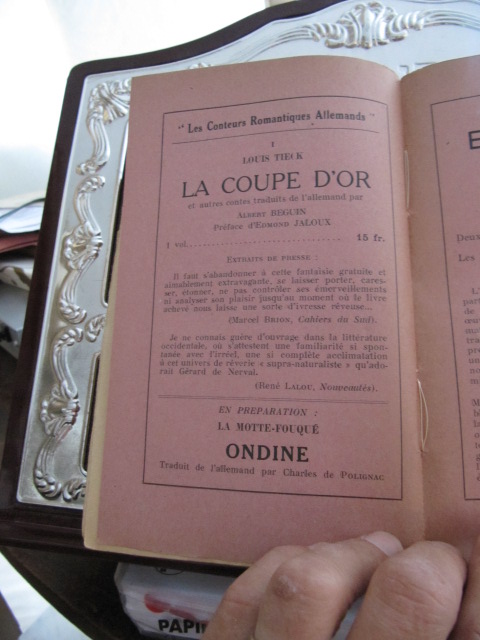 " Les Conteurs Romantiques Allemands "
I
LOUIS TIECK
LA COUPE D'OR
et autres contes traduits de l'allemand par
ALBERT BEGUIN
Préface d'EDMOND JALOUX
1 vol. .......................................... 15 fr.
EXTRAITS DE PRESSE :
Il faut s'abandonner à cette fantaisie gratuite et
aimablement extravagante, se laisser porter, cares-
ser, étonner, ne pas contrôler ses émerveillements
ni analyser son plaisir jusqu'au moment où le livre
achevé nous laisse une sorte d'ivresse rêveuse...
(Marcel BRION, Cahiers du Sud).
Je ne connais guère d'ouvrage dans la littérature
occidentale, où s'attestent une familiarité si spon-
tanée avec l'irréel, une si complète acclimatation
à cet univers de rêverie « supra-naturaliste » qu'ado-
rait Gérard de Nerval.
(René LALOU, Nouveautés).
EN PREPARATION :
LA MOTTE-FOUQUÉ
ONDINE
Traduit de l'allemand par Charles de POLIGNAC
E
Deux
Les
PAPI